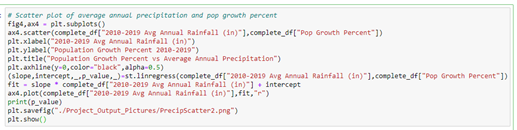 # Scatter plot of average annual precipitation and pop growth percent
fig4,ax4 = plt.subplots()
ax4.scatter(complete_df["2010-2019 Avg Annual Rainfall (in)"],complete_df["Pop Growth Percent"])
plt.xlabel("2010-2019 Avg Annual Rainfall (in)")
plt.ylabel("Population Growth Percent 2010-2019")
plt.title("Population Growth Percent vs Average Annual Precipitation")
plt.axhline(y=0,color="black",alpha=0.5)
(slope,intercept,_,p_value,_)=st.linregress(complete_df["2010-2019 Avg Annual Rainfall (in)"],complete_df["Pop Growth Percent"])
fit = slope * complete_df["2010-2019 Avg Annual Rainfall (in)"] + intercept
ax4.plot(complete_df["2010-2019 Avg Annual Rainfall (in)"],fit,"r")
print(p_value)
plt.savefig("./Project_Output_Pictures/PrecipScatter2.png")
plt.show()